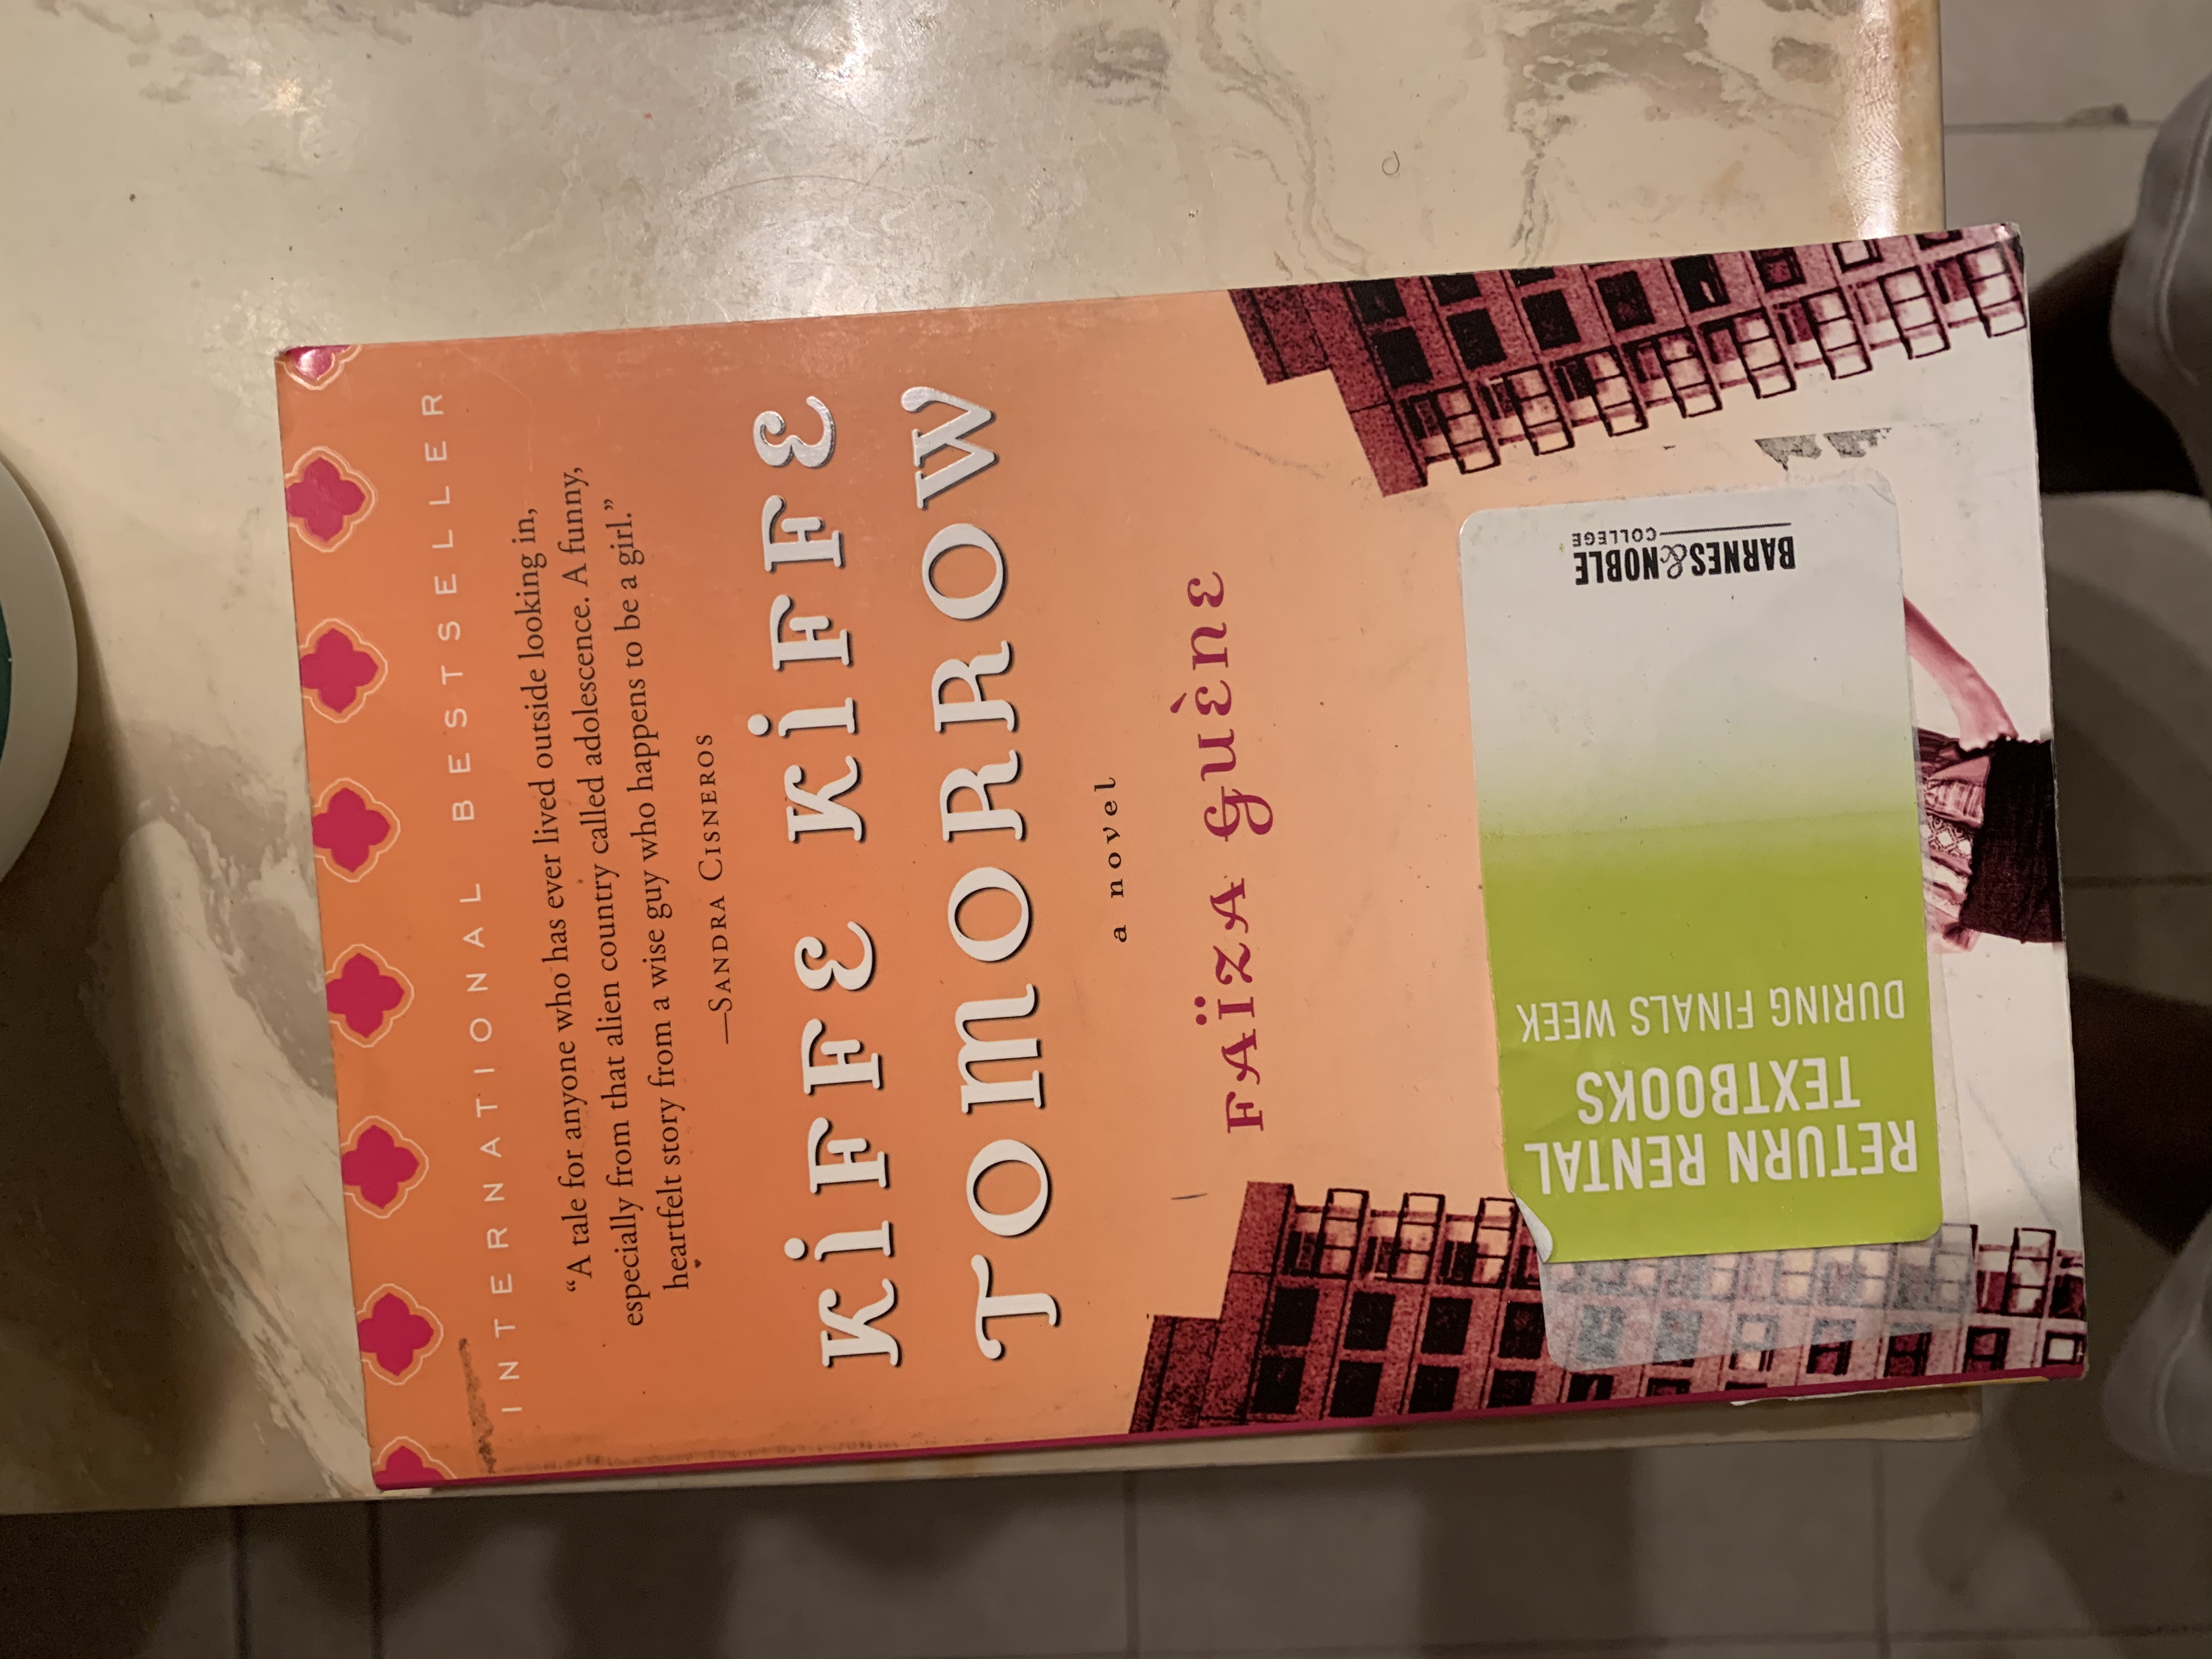 INTERNATIONAL BESTSELLER
“A tale for anyone who has ever lived outside looking in,
especially from that alien country called adolescence. A funny,
heartfelt story from a wise guy who happens to be a girl.”
—SANDRA CISNEROS
KiFFE KiFFE
TOMORROW
a novel
FAÏZA GUÈNE
RETURN RENTAL
TEXTBOOKS
DURING FINALS WEEK
BARNES&NOBLE
COLLEGE